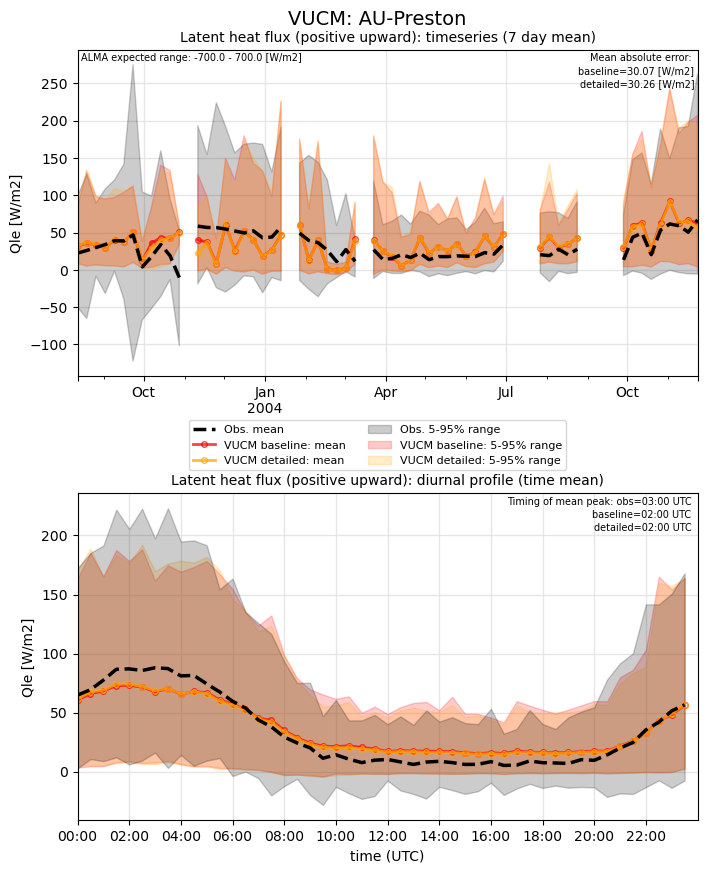 VUCM: AU-Preston
Latent heat flux (positive upward): timeseries (7 day mean)
ALMA expected range: -700.0 - 700.0 [W/m2]
Mean absolute error:
baseline=30.07 [W/m2]
detailed=30.26 [W/m2]
Qle [W/m2]
250
200
150
100
50
0
−50
−100
Oct
Jan
2004
Apr
Jul
Oct
Obs. mean
VUCM baseline: mean
VUCM detailed: mean
Obs. 5-95% range
VUCM baseline: 5-95% range
VUCM detailed: 5-95% range
Latent heat flux (positive upward): diurnal profile (time mean)
Timing of mean peak: obs=03:00 UTC
baseline=02:00 UTC
detailed=02:00 UTC
Qle [W/m2]
200
150
100
50
0
00:00
02:00
04:00
06:00
08:00
10:00
12:00
14:00
16:00
18:00
20:00
22:00
time (UTC)